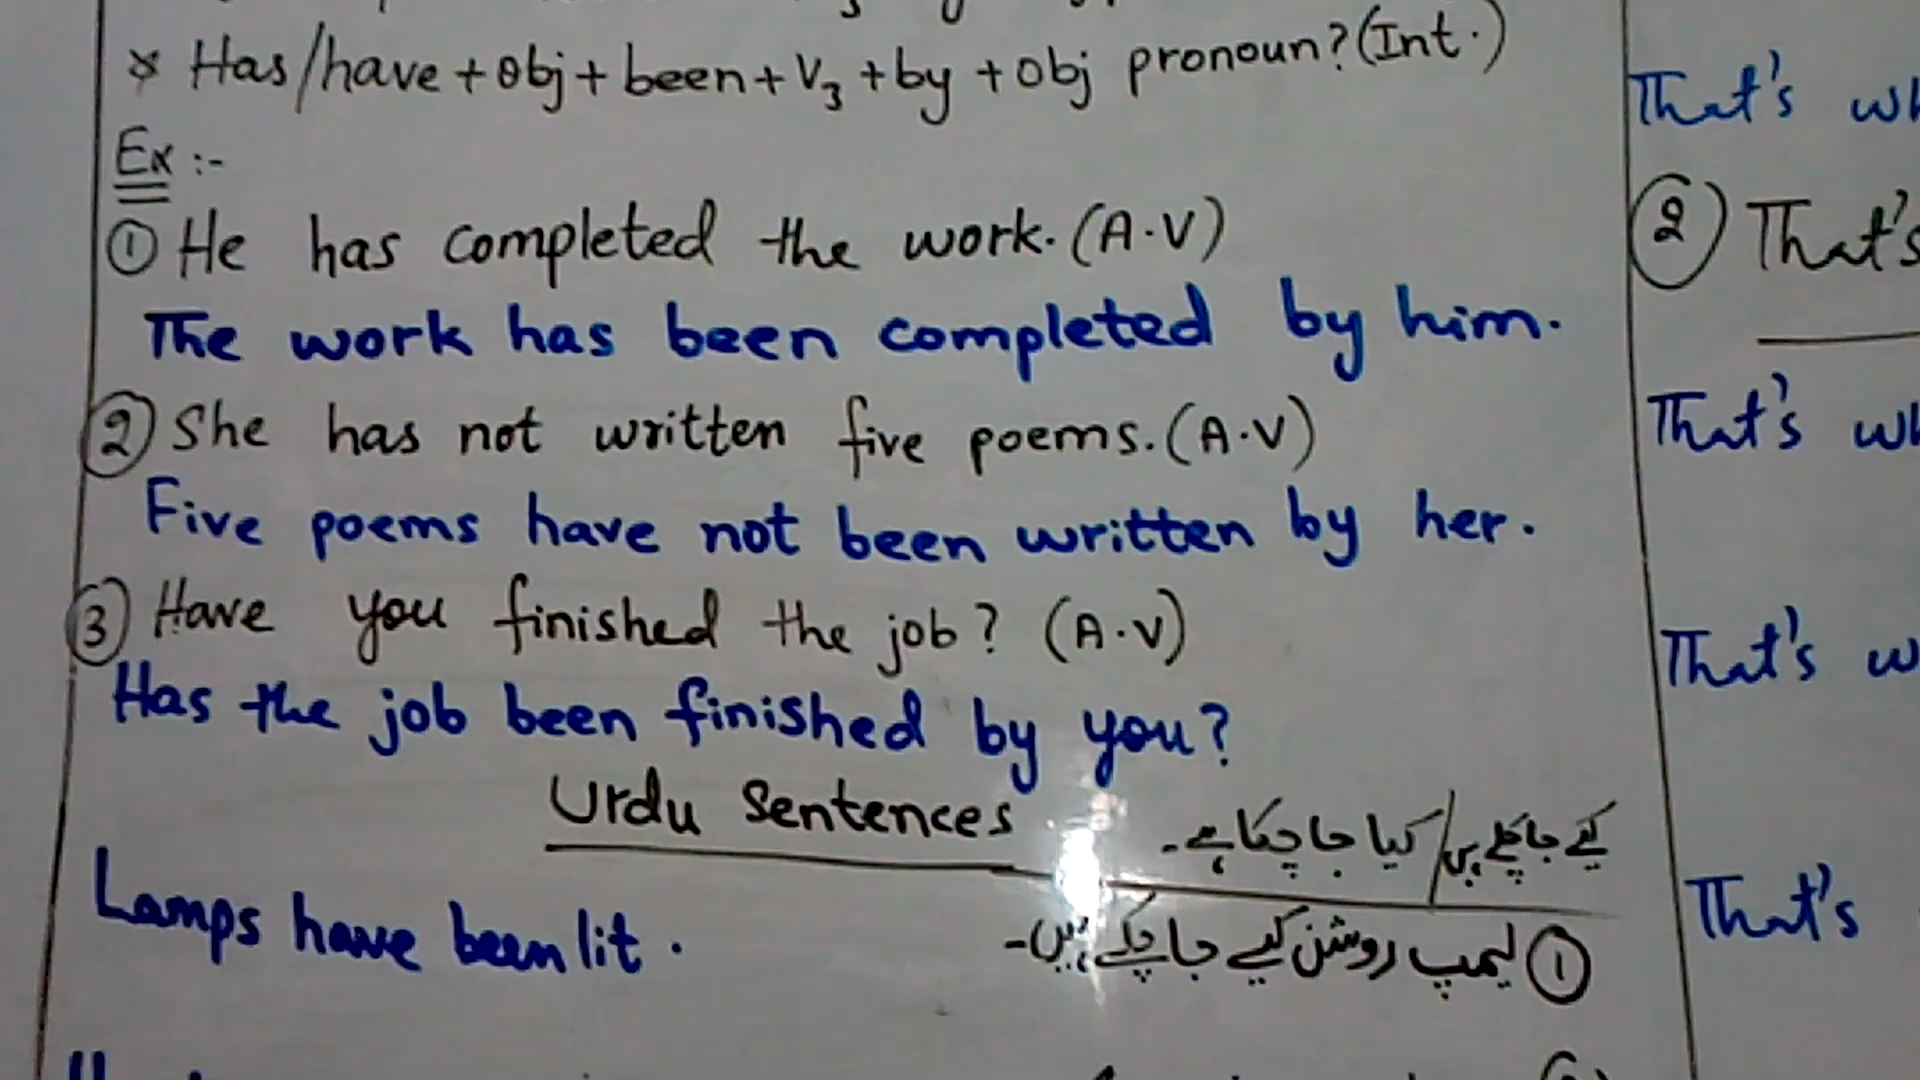 * Has/have + obj + been + V3 + by + obj pronoun? (Int.)
Ex :-
① He has completed the work. (A.V)
The work has been completed by him.
② She has not written five poems. (A.V)
Five poems have not been written by her.
③ Have you finished the job? (A.V)
Has the job been finished by you?
Urdu Sentences
کیے جا چکے ہیں/کیا جا چکا ہے۔
① لیمپ روشن کیے جا چکے ہیں۔
Lamps have been lit.
That's
② That's
That's
That's
That's